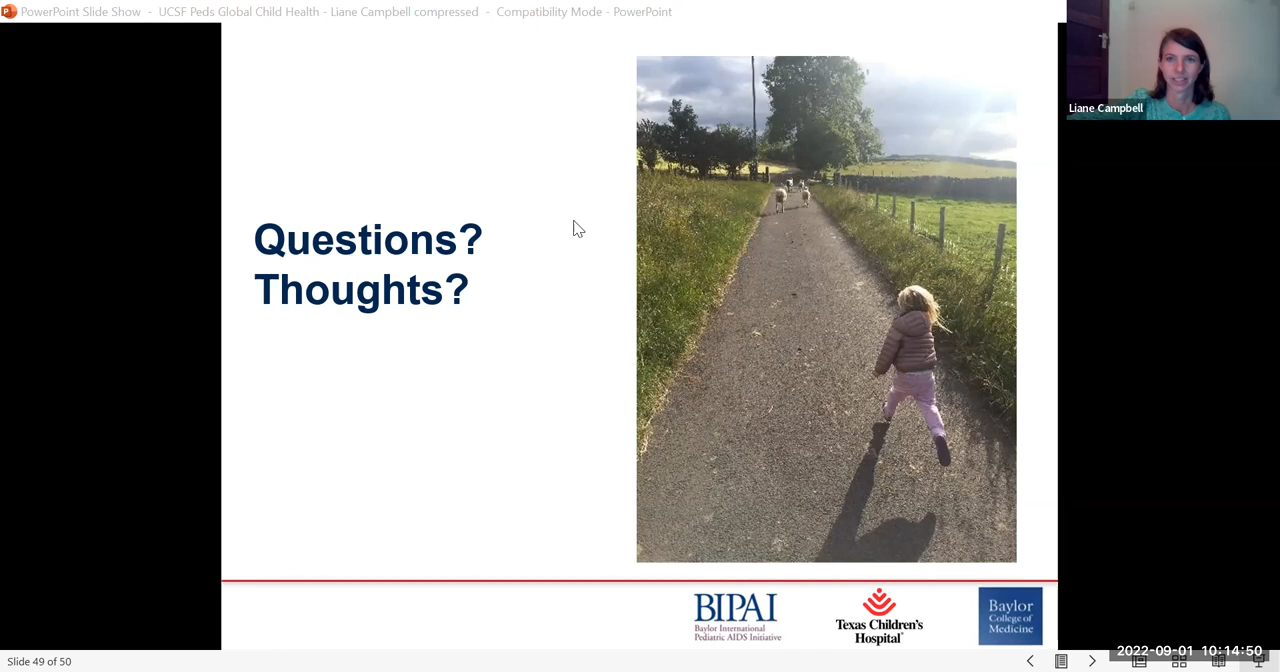 PowerPoint Slide Show - UCSF Peds Global Child Health - Liane Campbell compressed - Compatibility Mode - PowerPoint
Liane Campbell
Questions?
Thoughts?
BIPAI
Baylor International
Pediatric AIDS Initiative
Texas Children's
Hospital®
Baylor
College of
Medicine
Slide 49 of 50
2022-09-01 10:14:50